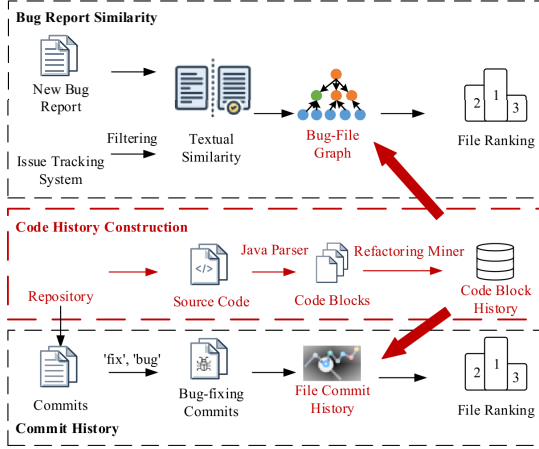 Bug Report Similarity
New Bug
Report
Filtering
Issue Tracking
System
Textual
Similarity
Bug-File
Graph
2
1
3
File Ranking
Code History Construction
Repository
Source Code
</>
Java Parser
Code Blocks
Refactoring Miner
Code Block
History
Commits
'fix', 'bug'
Bug-fixing
Commits
File Commit
History
2
1
3
File Ranking
Commit History